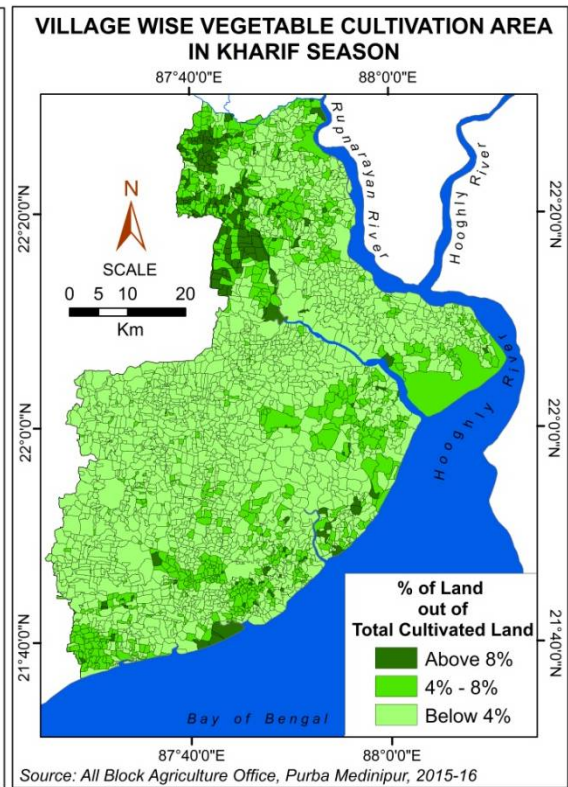 VILLAGE WISE VEGETABLE CULTIVATION AREA
IN KHARIF SEASON
87°40'0"E
88°0'0"E
Rupnarayan River
Hooghly River
22°20'0"N
22°20'0"N
N
SCALE
0 5 10 20
Km
22°0'0"N
22°0'0"N
Hooghly River
% of Land
out of
Total Cultivated Land
Above 8%
4% - 8%
Below 4%
21°40'0"N
21°40'0"N
Bay of Bengal
87°40'0"E
88°0'0"E
Source: All Block Agriculture Office, Purba Medinipur, 2015-16